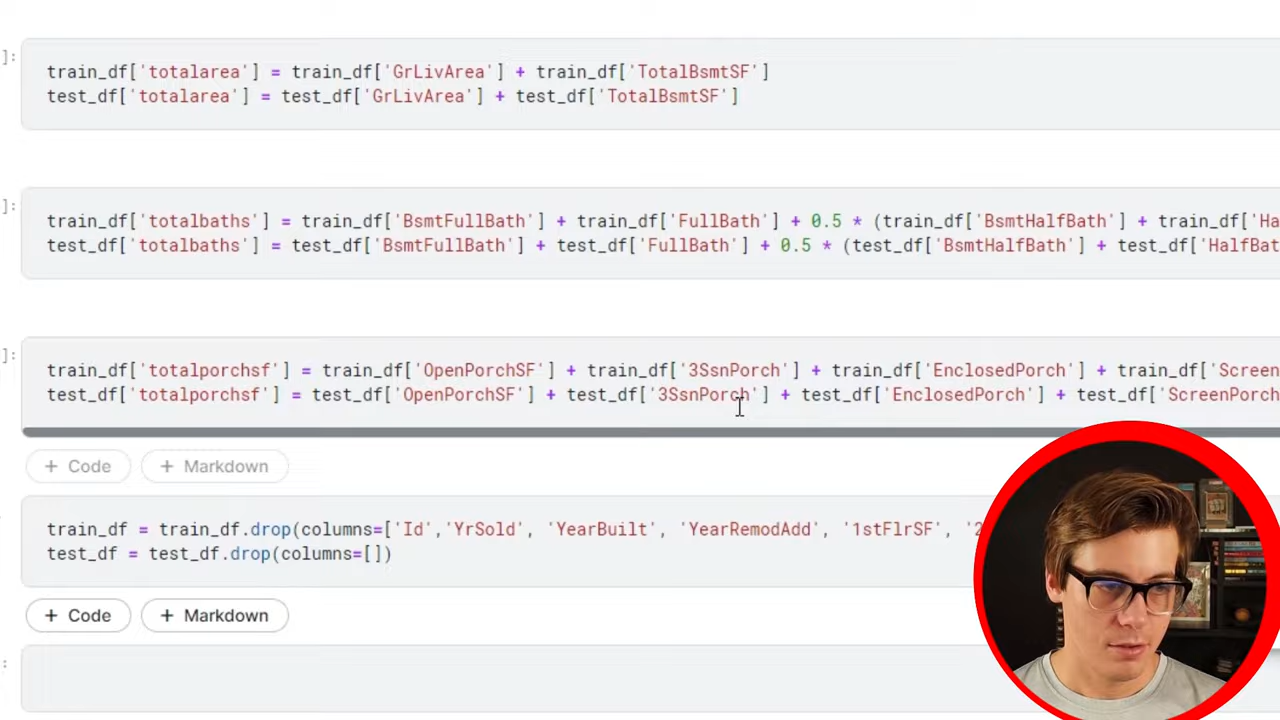 ]:
train_df['totalarea'] = train_df['GrLivArea'] + train_df['TotalBsmtSF']
test_df['totalarea'] = test_df['GrLivArea'] + test_df['TotalBsmtSF']
]:
train_df['totalbaths'] = train_df['BsmtFullBath'] + train_df['FullBath'] + 0.5 * (train_df['BsmtHalfBath'] + train_df['Ha
test_df['totalbaths'] = test_df['BsmtFullBath'] + test_df['FullBath'] + 0.5 * (test_df['BsmtHalfBath'] + test_df['HalfBat
]:
train_df['totalporchsf'] = train_df['OpenPorchSF'] + train_df['3SsnPorch'] + train_df['EnclosedPorch'] + train_df['Screen
test_df['totalporchsf'] = test_df['OpenPorchSF'] + test_df['3SsnPorch'] + test_df['EnclosedPorch'] + test_df['ScreenPorch
+ Code + Markdown
train_df = train_df.drop(columns=['Id','YrSold', 'YearBuilt', 'YearRemodAdd', '1stFlrSF', '2
test_df = test_df.drop(columns=[])
+ Code + Markdown
: